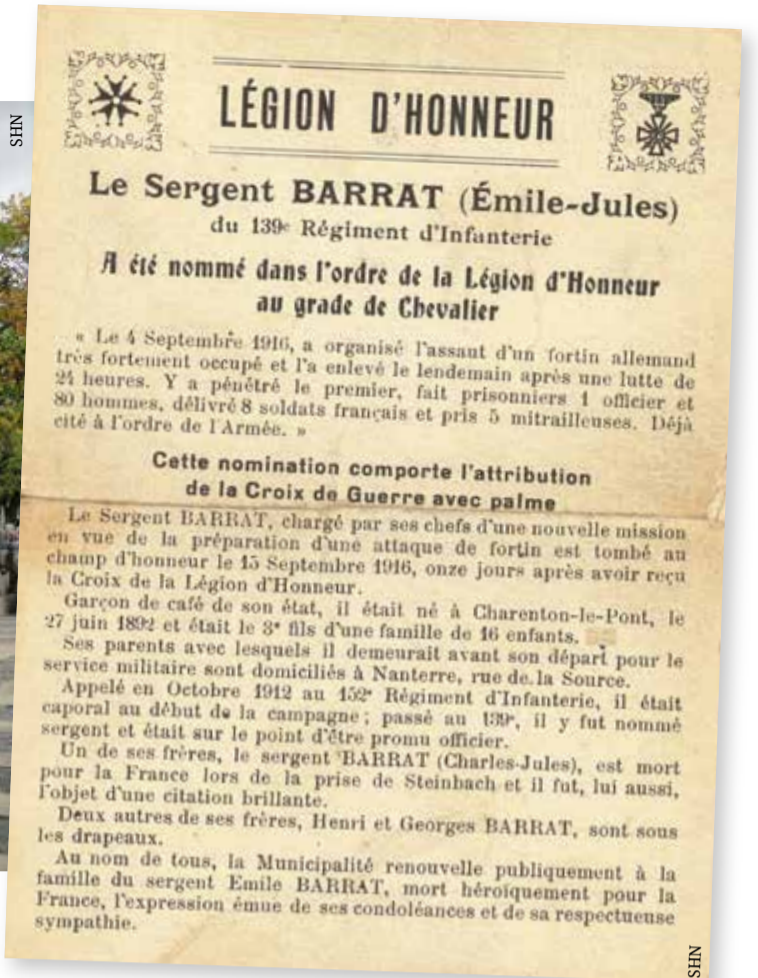 SHN
LÉGION D'HONNEUR
Le Sergent BARRAT (Émile-Jules)
du 139e Régiment d'Infanterie
A été nommé dans l'ordre de la Légion d'Honneur
au grade de Chevalier
« Le 4 Septembre 1916, a organisé l'assaut d'un fortin allemand
très fortement occupé et l'a enlevé le lendemain après une lutte de
24 heures. Y a pénétré le premier, fait prisonniers 1 officier et
80 hommes, délivré 8 soldats français et pris 5 mitrailleuses. Déjà
cité à l'ordre de l'Armée. »
Cette nomination comporte l'attribution
de la Croix de Guerre avec palme
Le Sergent BARRAT, chargé par ses chefs d'une nouvelle mission
en vue de la préparation d'une attaque de fortin est tombé au
champ d'honneur le 15 Septembre 1916, onze jours après avoir reçu
la Croix de la Légion d'Honneur.
Garçon de café de son état, il était né à Charenton-le-Pont, le
27 juin 1892 et était le 3e fils d'une famille de 16 enfants.
Ses parents avec lesquels il demeurait avant son départ pour le
service militaire sont domiciliés à Nanterre, rue de la Source.
Appelé en Octobre 1912 au 152e Régiment d'Infanterie, il était
caporal au début de la campagne ; passé au 139e, il y fut nommé
sergent et était sur le point d'être promu officier.
Un de ses frères, le sergent BARRAT (Charles-Jules), est mort
pour la France lors de la prise de Steinbach et il fut, lui aussi,
l'objet d'une citation brillante.
Deux autres de ses frères, Henri et Georges BARRAT, sont sous
les drapeaux.
Au nom de tous, la Municipalité renouvelle publiquement à la
famille du sergent Emile BARRAT, mort héroïquement pour la
France, l'expression émue de ses condoléances et de sa respectueuse
sympathie.
SHN